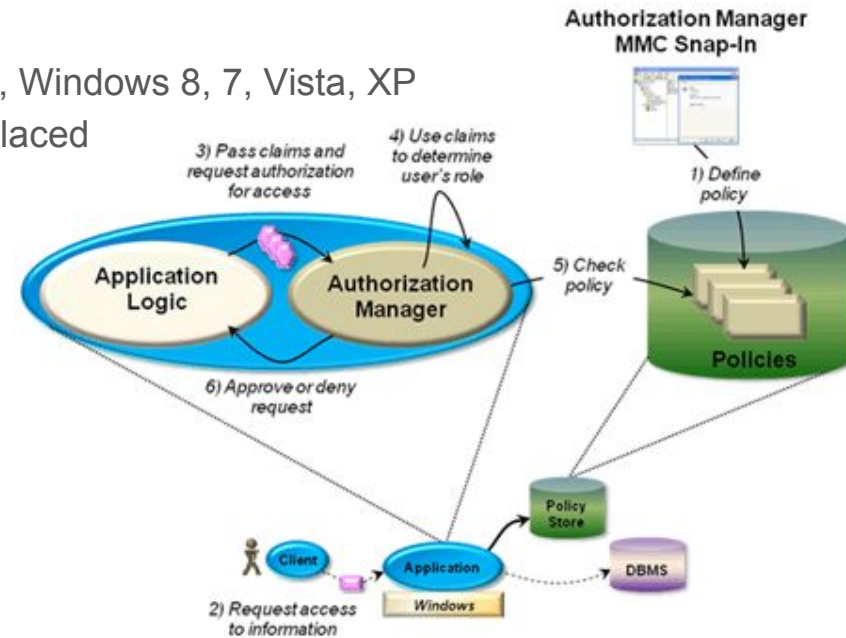 Authorization Manager
MMC Snap-In
, Windows 8, 7, Vista, XP
laced
3) Pass claims and
request authorization
for access
4) Use claims
to determine
user's role
1) Define
policy
Application
Logic
Authorization
Manager
5) Check
policy
Policies
6) Approve or deny
request
Policy
Store
Client
Application
DBMS
Windows
2) Request access
to information